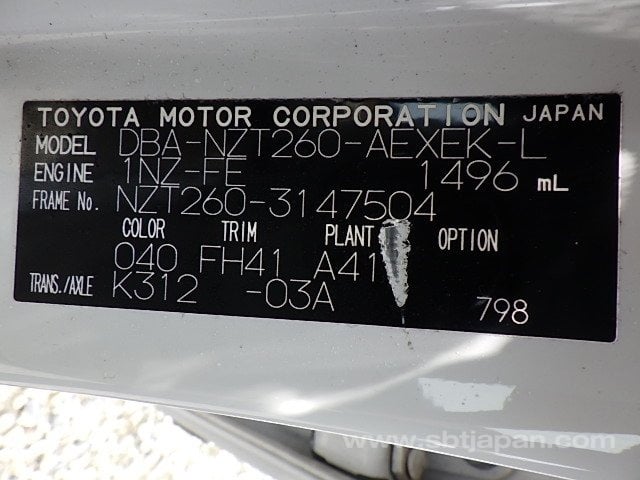 TOYOTA MOTOR CORPORATION JAPAN
MODEL DBA-NZT260-AEXEK-L
ENGINE 1NZ-FE 1496 mL
FRAME No. NZT260-3147504
COLOR TRIM PLANT OPTION
040 FH41 A41
TRANS./AXLE K312 -03A
798
www.sbtjapan.com